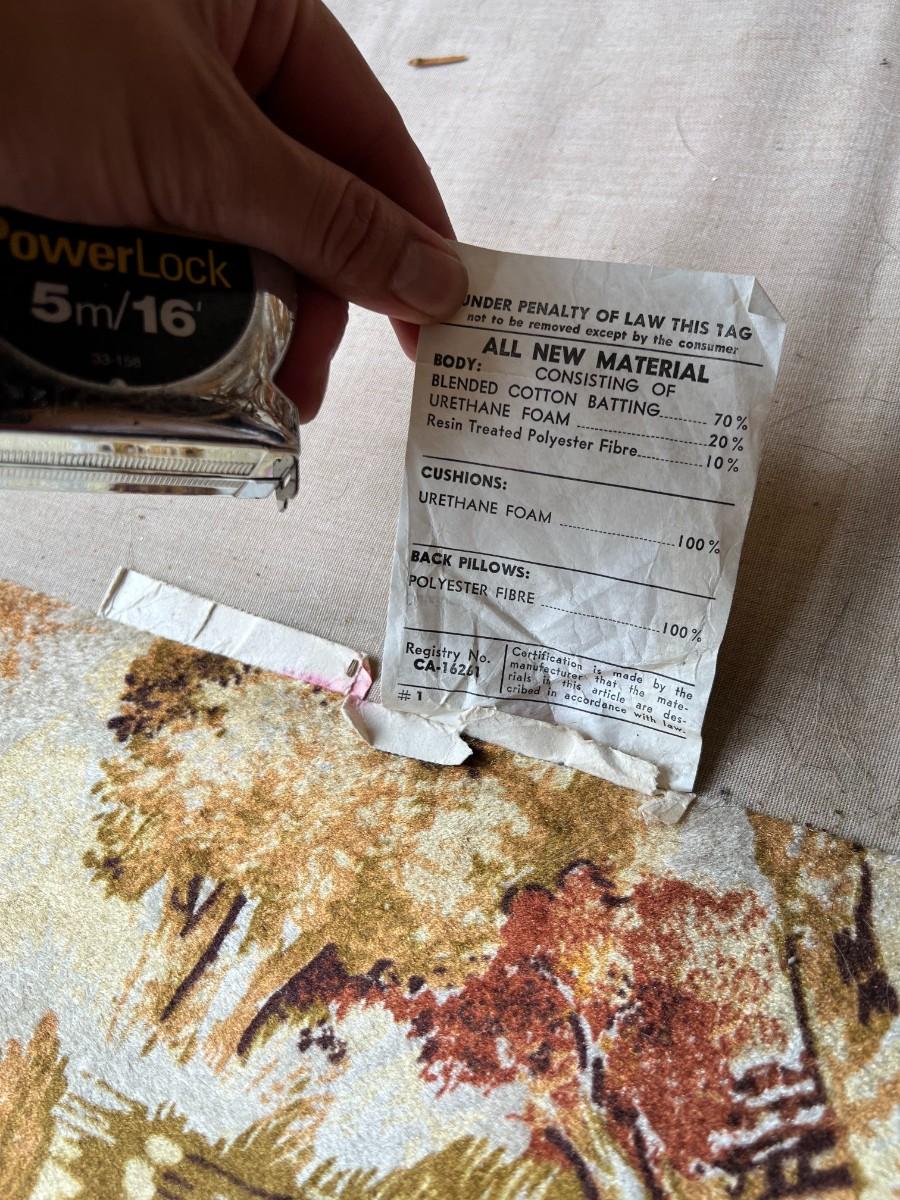 PowerLock
5m/16'
33-158
UNDER PENALTY OF LAW THIS TAG
not to be removed except by the consumer
ALL NEW MATERIAL
CONSISTING OF
BODY:
BLENDED COTTON BATTING........ 70%
URETHANE FOAM ........................ 20%
Resin Treated Polyester Fibre............ 10%
CUSHIONS:
URETHANE FOAM ........................ 100%
BACK PILLOWS:
POLYESTER FIBRE ........................ 100%
Registry No.
CA-16261
# 1
Certification is made by the
manufacturer that the mate-
rials in this article are des-
cribed in accordance with law.